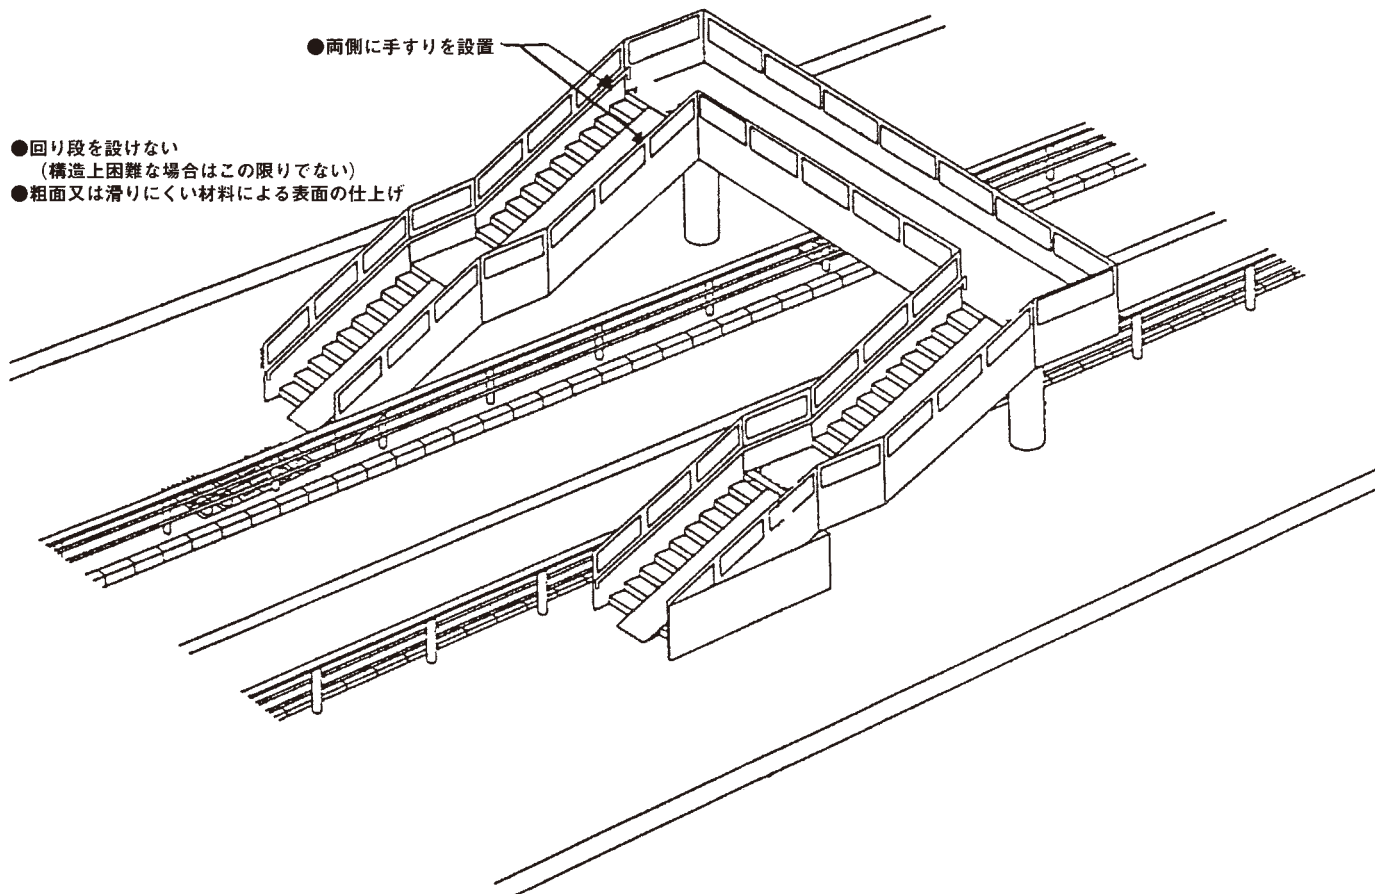 ●両側に手すりを設置
●回り段を設けない
（構造上困難な場合はこの限りでない）
●粗面又は滑りにくい材料による表面の仕上げ